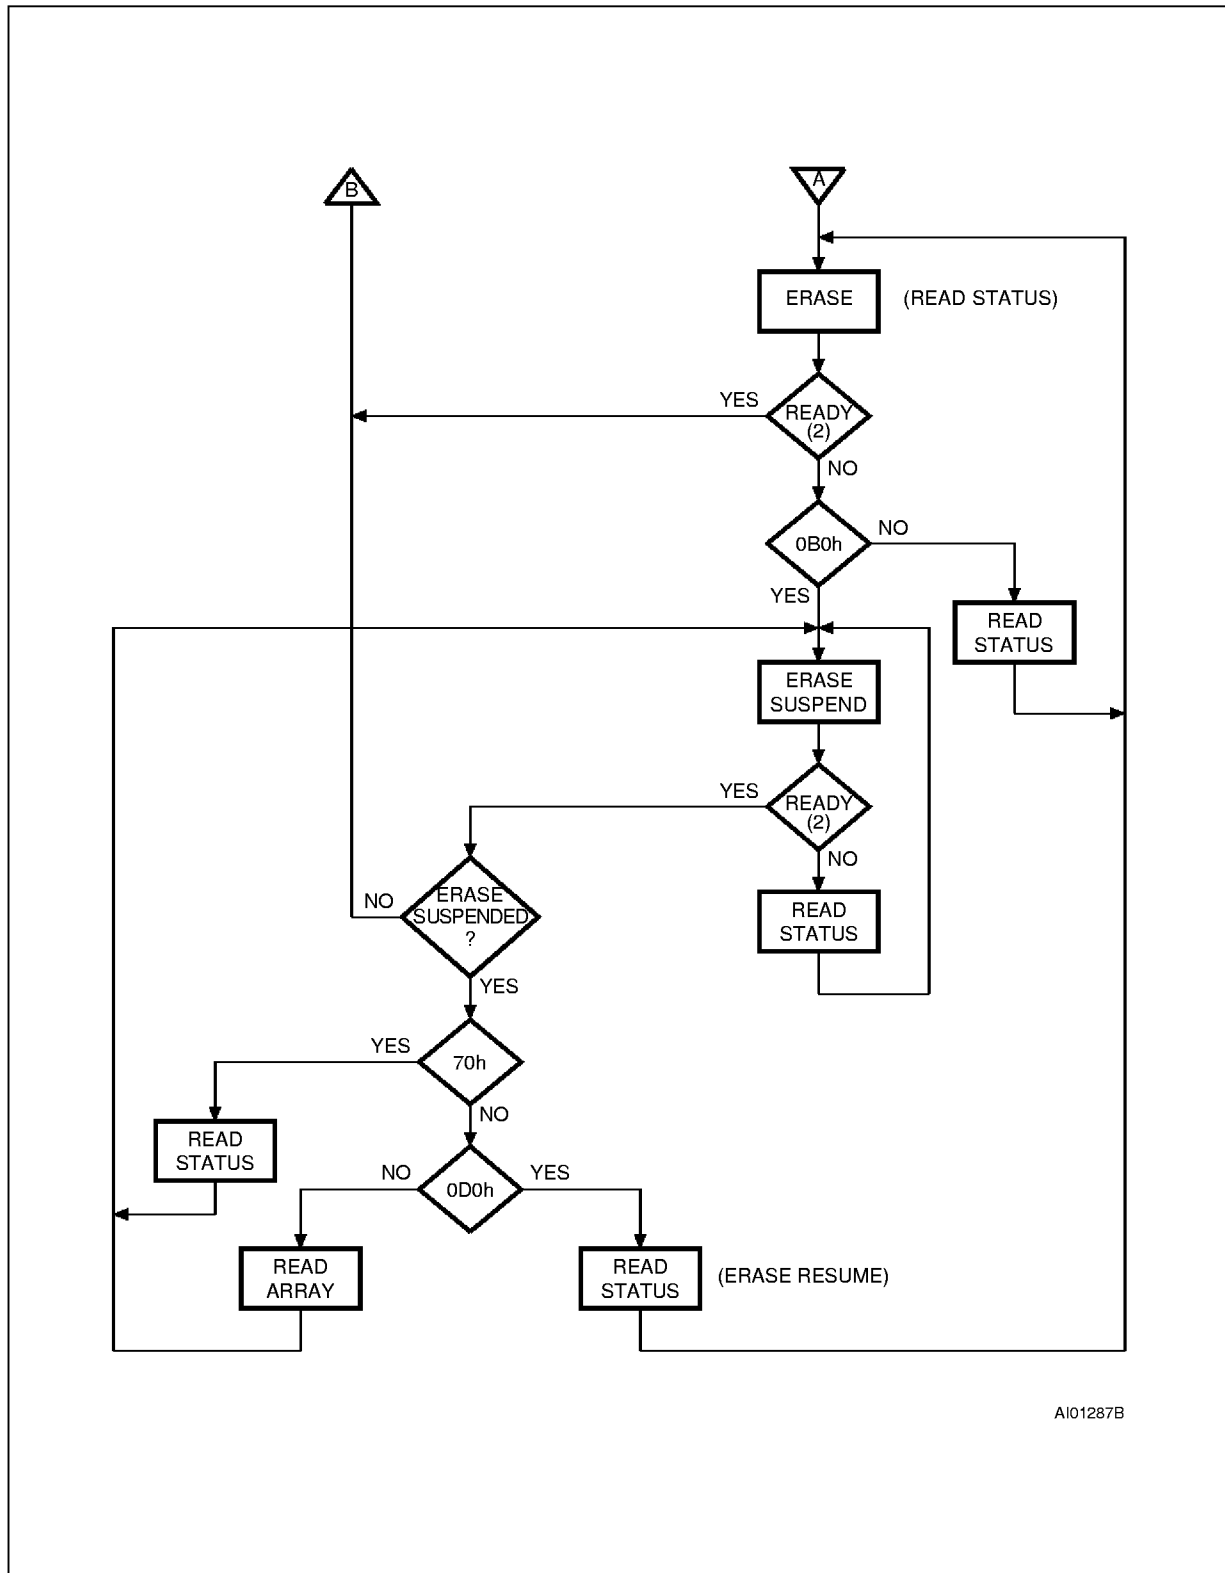 B
A
ERASE
(READ STATUS)
YES
READY
(2)
NO
0B0h
NO
YES
READ
STATUS
ERASE
SUSPEND
YES
READY
(2)
NO
NO
ERASE
SUSPENDED
?
READ
STATUS
YES
YES
70h
NO
READ
STATUS
NO
0D0h
YES
READ
ARRAY
READ
STATUS
(ERASE RESUME)
AI01287B